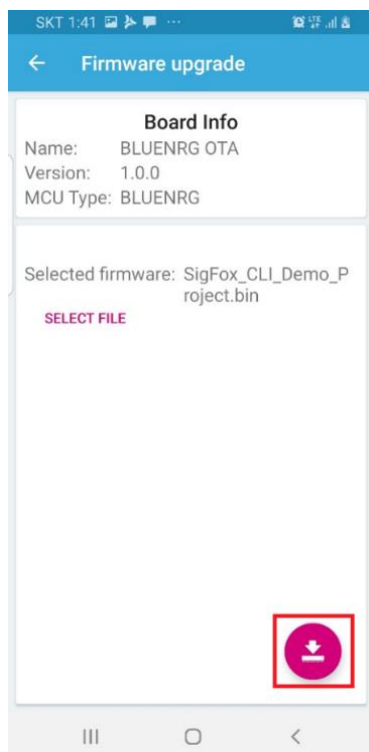 SKT 1:41
Firmware upgrade
Board Info
Name: BLUENRG OTA
Version: 1.0.0
MCU Type: BLUENRG
Selected firmware: SigFox_CLI_Demo_P
roject.bin
SELECT FILE